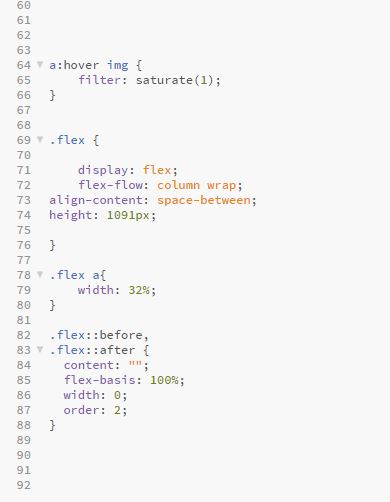 60
61
62
63
64 a:hover img {
65     filter: saturate(1);
66 }
67
68
69 .flex {
70
71     display: flex;
72     flex-flow: column wrap;
73 align-content: space-between;
74 height: 1091px;
75
76 }
77
78 .flex a{
79     width: 32%;
80 }
81
82 .flex::before,
83 .flex::after {
84   content: "";
85   flex-basis: 100%;
86   width: 0;
87   order: 2;
88 }
89
90
91
92